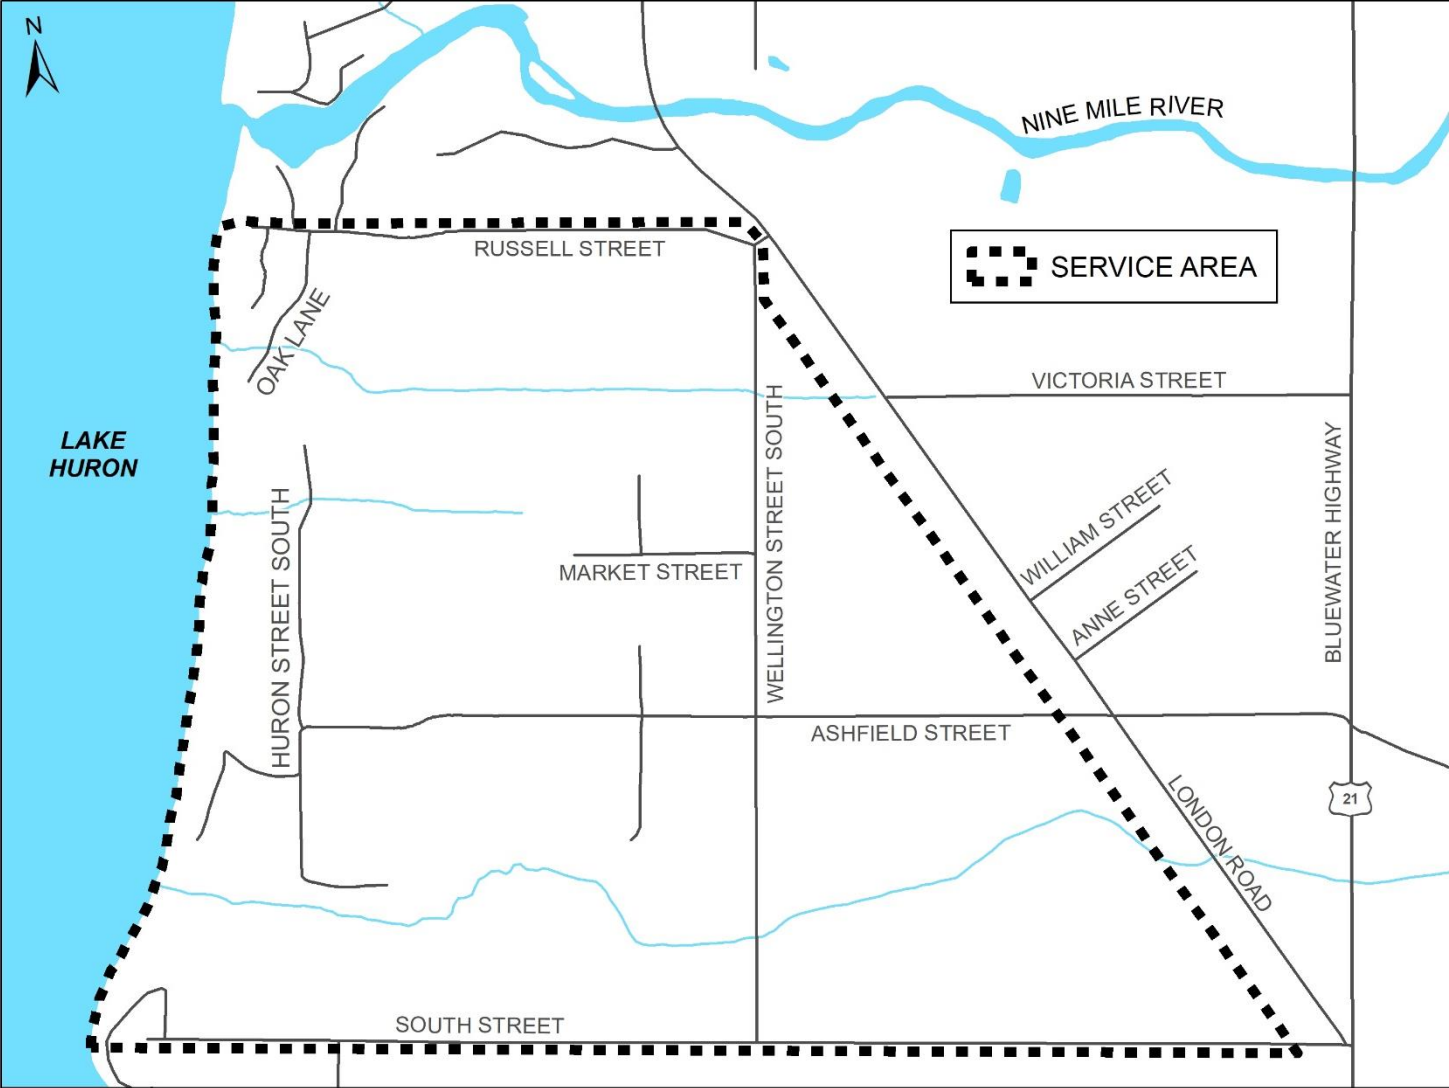 N
NINE MILE RIVER
RUSSELL STREET
SERVICE AREA
OAK LANE
VICTORIA STREET
LAKE
HURON
WELLINGTON STREET SOUTH
BLUEWATER HIGHWAY
HURON STREET SOUTH
WILLIAM STREET
MARKET STREET
ANNE STREET
ASHFIELD STREET
LONDON ROAD
21
SOUTH STREET